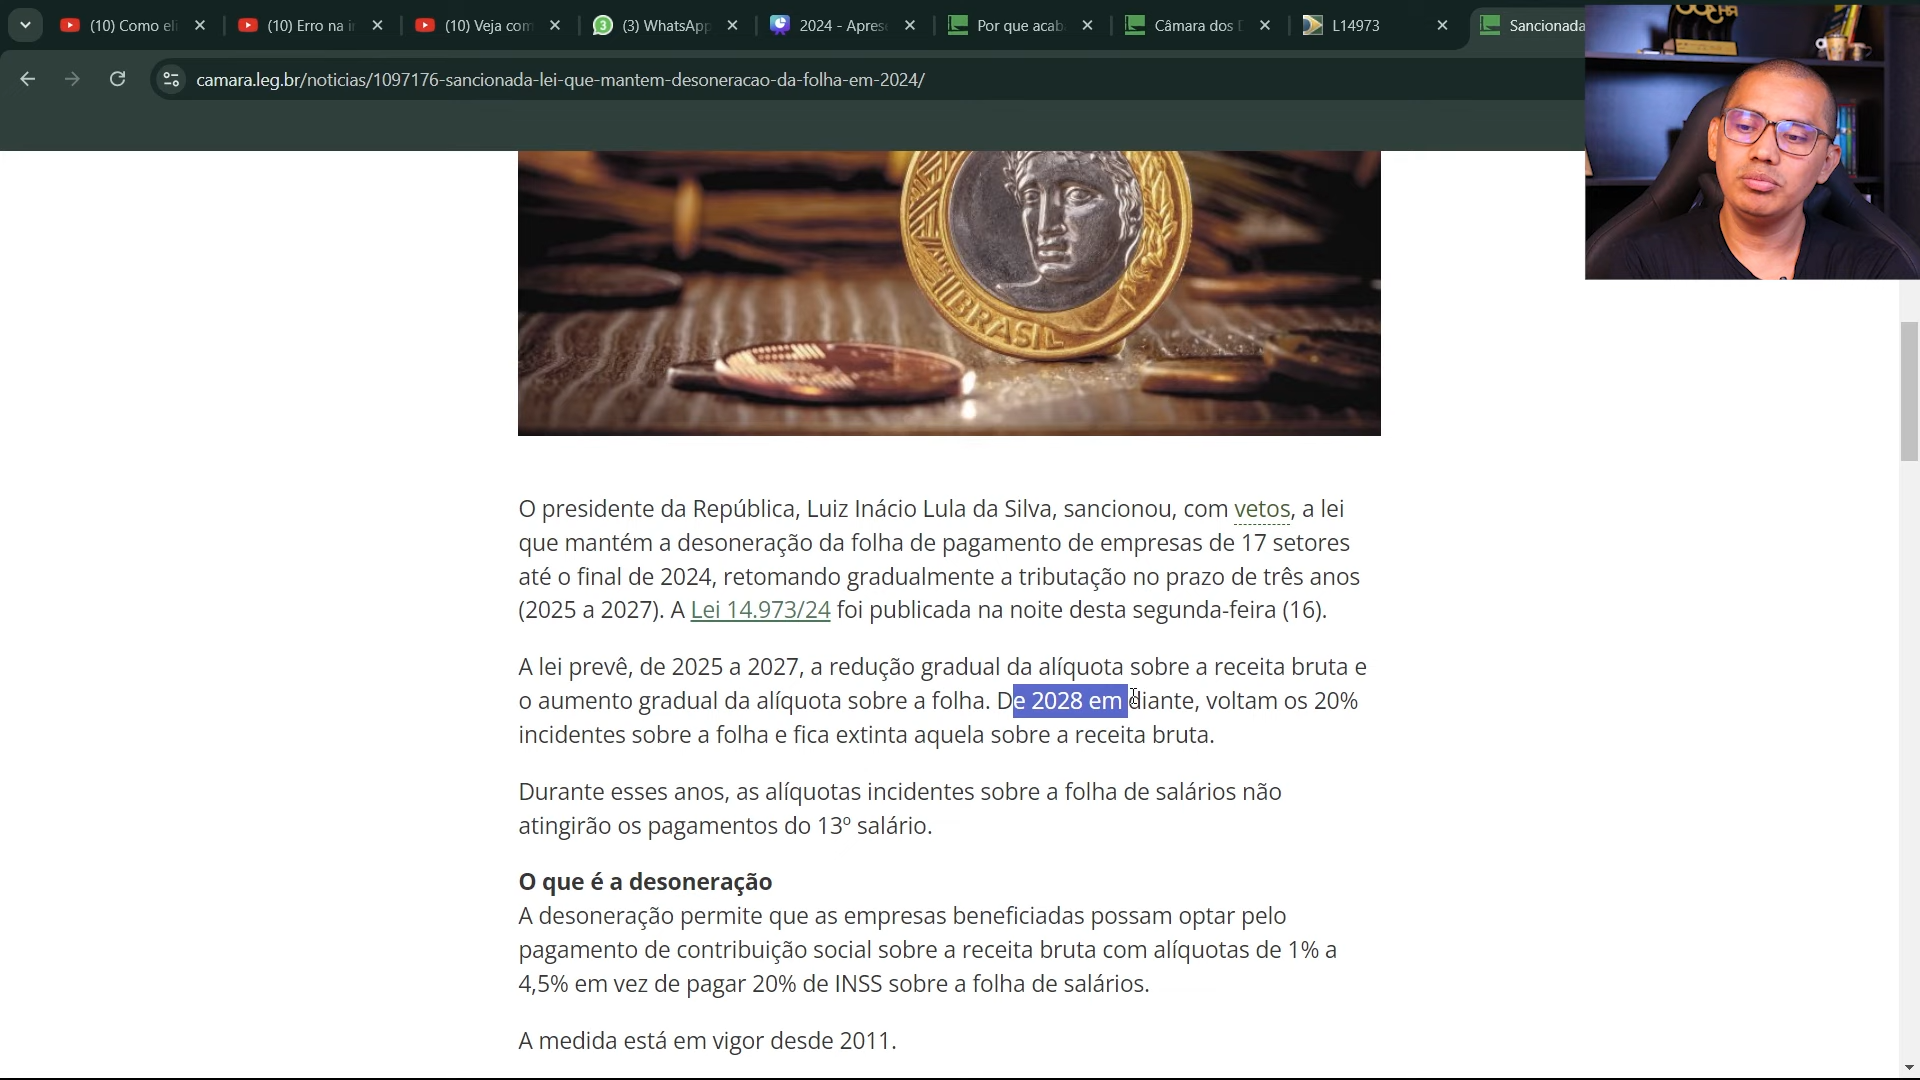 (10) Como eli
(10) Erro na i
(10) Veja com
(3) WhatsApp
2024 - Apres
Por que acab
Câmara dos
L14973
Sancionada
camara.leg.br/noticias/1097176-sancionada-lei-que-mantem-desoneracao-da-folha-em-2024/
BRASIL
O presidente da República, Luiz Inácio Lula da Silva, sancionou, com vetos, a lei
que mantém a desoneração da folha de pagamento de empresas de 17 setores
até o final de 2024, retomando gradualmente a tributação no prazo de três anos
(2025 a 2027). A Lei 14.973/24 foi publicada na noite desta segunda-feira (16).
A lei prevê, de 2025 a 2027, a redução gradual da alíquota sobre a receita bruta e
o aumento gradual da alíquota sobre a folha. De 2028 em diante, voltam os 20%
incidentes sobre a folha e fica extinta aquela sobre a receita bruta.
Durante esses anos, as alíquotas incidentes sobre a folha de salários não
atingirão os pagamentos do 13º salário.
O que é a desoneração
A desoneração permite que as empresas beneficiadas possam optar pelo
pagamento de contribuição social sobre a receita bruta com alíquotas de 1% a
4,5% em vez de pagar 20% de INSS sobre a folha de salários.
A medida está em vigor desde 2011.